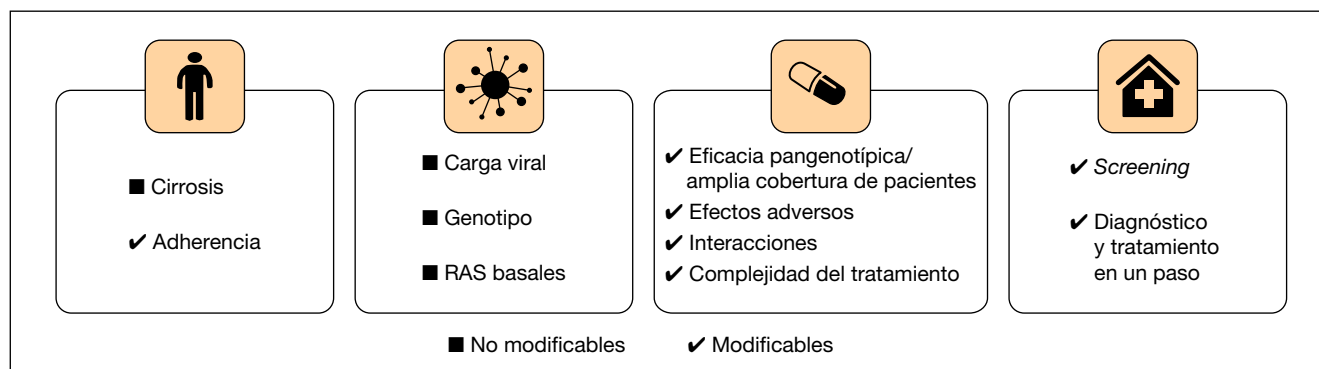 ■ Cirrosis
✔ Adherencia
■ Carga viral
■ Genotipo
■ RAS basales
✔ Eficacia pangenotípica/
amplia cobertura de pacientes
✔ Efectos adversos
✔ Interacciones
✔ Complejidad del tratamiento
✔ Screening
✔ Diagnóstico
y tratamiento
en un paso
■ No modificables ✔ Modificables